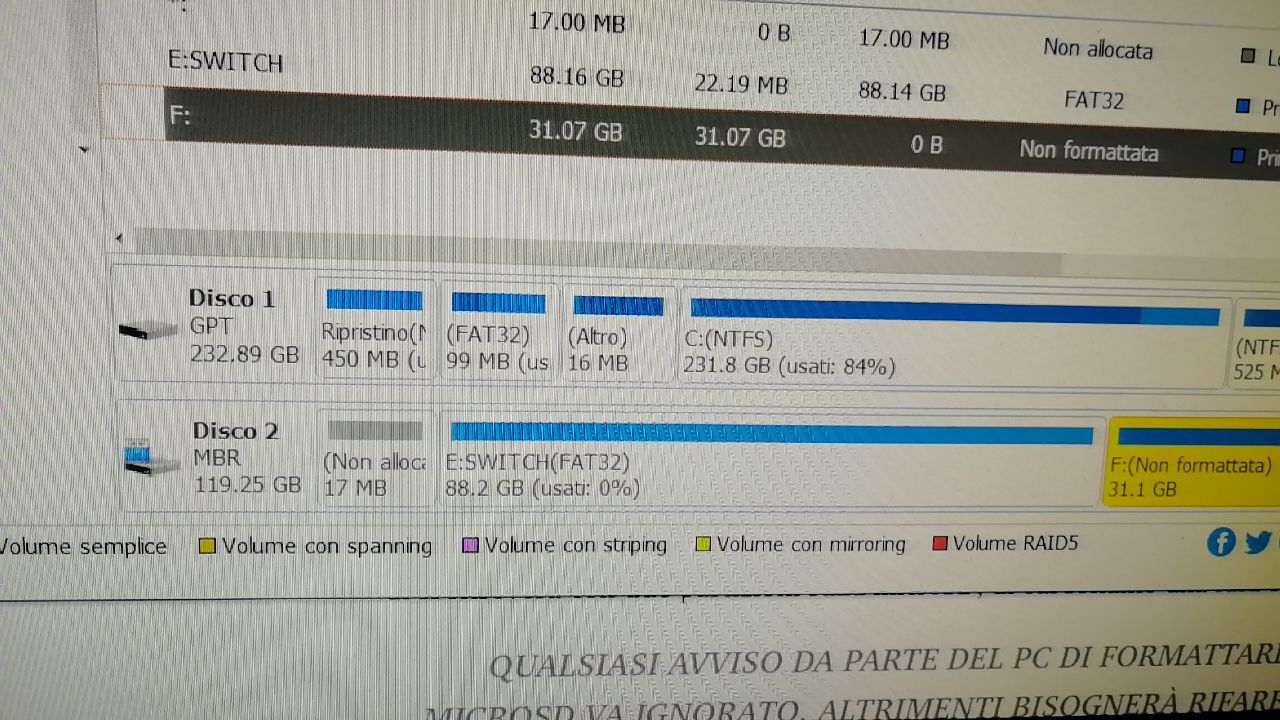 17.00 MB 0 B 17.00 MB Non allocata
E:SWITCH 88.16 GB 22.19 MB 88.14 GB FAT32
F: 31.07 GB 31.07 GB 0 B Non formattata
Disco 1
GPT
232.89 GB
Ripristino(
450 MB (u
(FAT32)
99 MB (us
(Altro)
16 MB
C:(NTFS)
231.8 GB (usati: 84%)
(NTF
525 M
Disco 2
MBR
119.25 GB
(Non alloc
17 MB
E:SWITCH(FAT32)
88.2 GB (usati: 0%)
F:(Non formattata)
31.1 GB
Volume semplice Volume con spanning Volume con striping Volume con mirroring Volume RAID5
QUALSIASI AVVISO DA PARTE DEL PC DI FORMATTAR
MICROSD VA IGNORATO, ALTRIMENTI BISOGNERÀ RIFARE